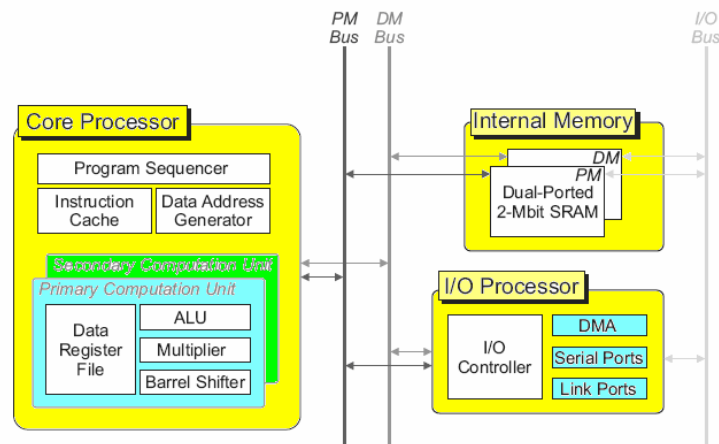 PM
Bus
DM
Bus
I/O
Bus
Core Processor
Program Sequencer
Instruction
Cache
Data Address
Generator
Secondary Computation Unit
Primary Computation Unit
Data
Register
File
ALU
Multiplier
Barrel Shifter
Internal Memory
DM
PM
Dual-Ported
2-Mbit SRAM
I/O Processor
I/O
Controller
DMA
Serial Ports
Link Ports